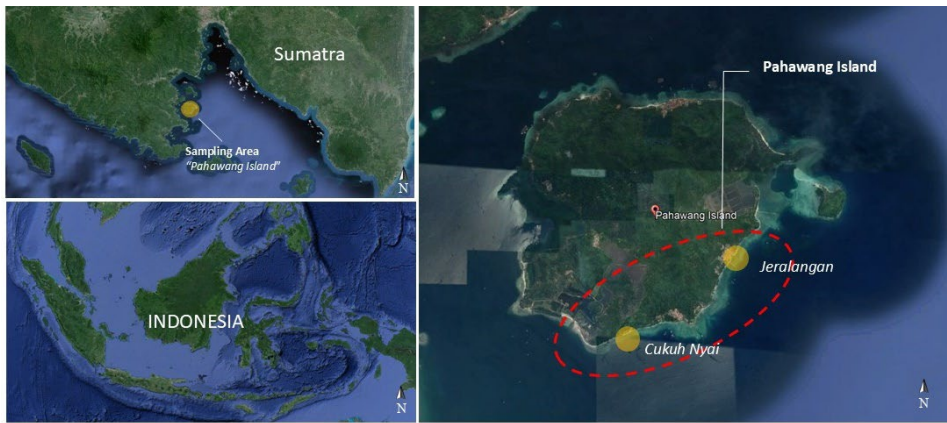 Sumatra
Sampling Area
“Pahawang Island”
N
INDONESIA
N
Pahawang Island
Pahawang Island
Jeralangan
Cukuh Nyai
N